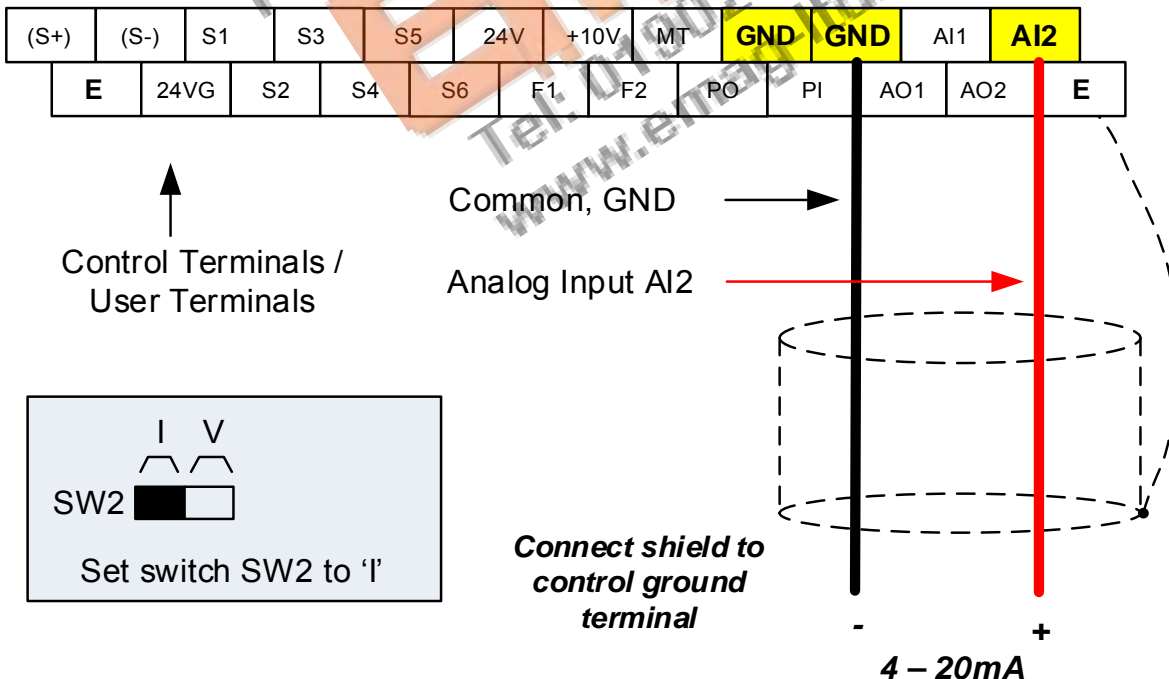 (S+) (S-) S1 S3 S5 24V +10V MT GND GND AI1 AI2
E 24VG S2 S4 S6 F1 F2 PO PI AO1 AO2 E
Common, GND
Control Terminals /
User Terminals
Analog Input AI2
I V
SW2
Set switch SW2 to 'I'
Connect shield to
control ground
terminal
- +
4 – 20mA